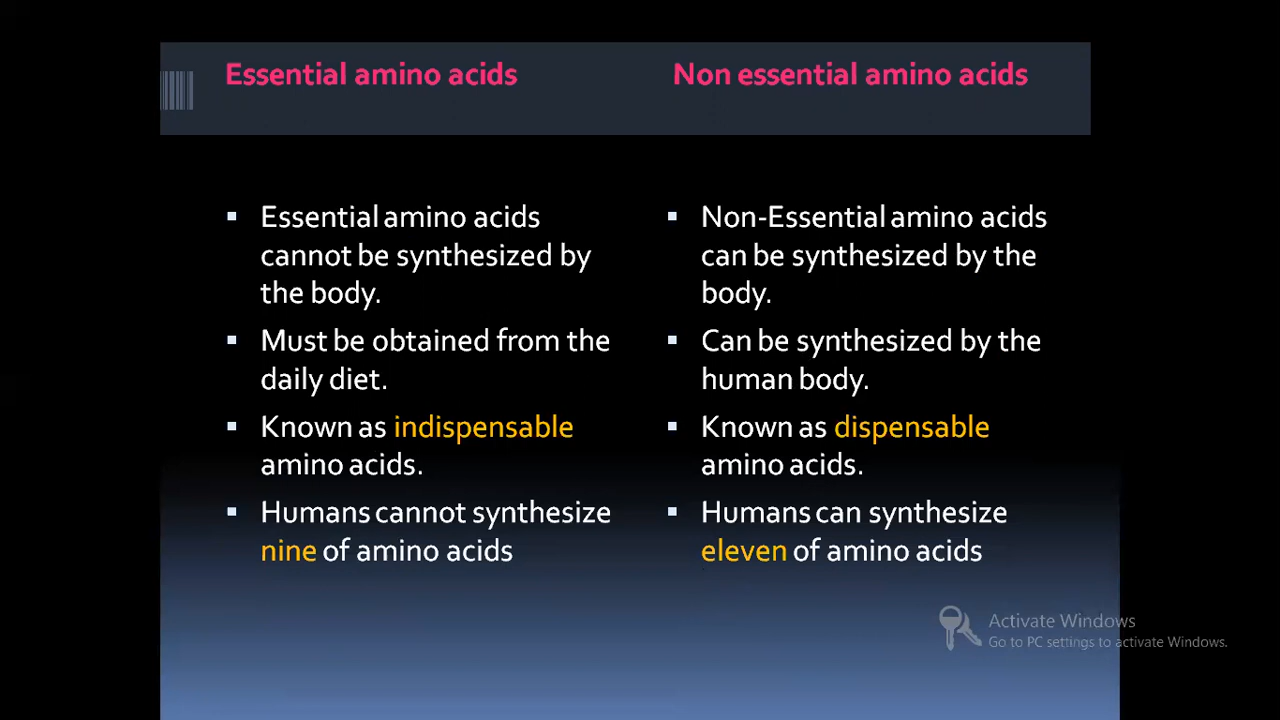 Essential amino acids
Non essential amino acids
▪ Essential amino acids
cannot be synthesized by
the body.
▪ Must be obtained from the
daily diet.
▪ Known as indispensable
amino acids.
▪ Humans cannot synthesize
nine of amino acids
▪ Non-Essential amino acids
can be synthesized by the
body.
▪ Can be synthesized by the
human body.
▪ Known as dispensable
amino acids.
▪ Humans can synthesize
eleven of amino acids
Activate Windows
Go to PC settings to activate Windows.